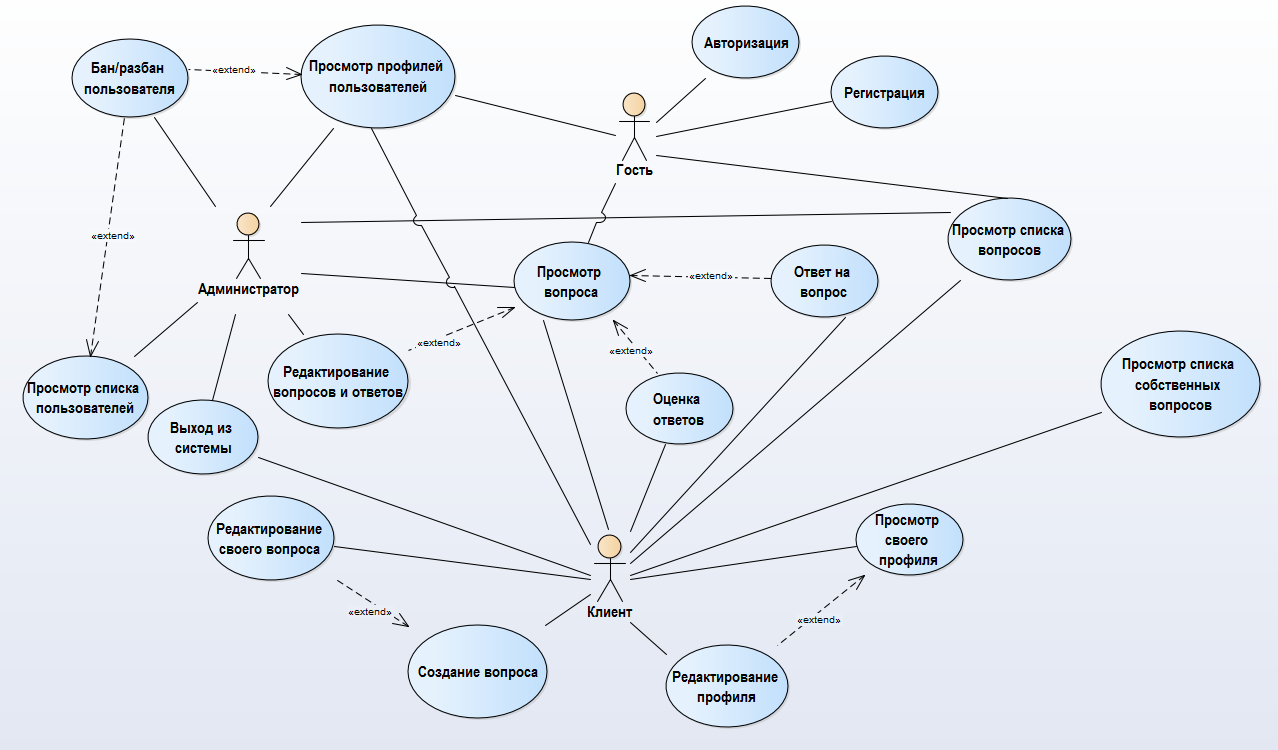 Авторизация
Бан/разбан
пользователя
«extend»
Просмотр профилей
пользователей
Регистрация
Гость
«extend»
Администратор
Просмотр списка
вопросов
Просмотр
вопроса
«extend»
Ответ на
вопрос
«extend»
«extend»
Просмотр списка
пользователей
Редактирование
вопросов и ответов
Оценка
ответов
Просмотр списка
собственных
вопросов
Выход из
системы
Редактирование
своего вопроса
Просмотр
своего
профиля
Клиент
«extend»
«extend»
Создание вопроса
Редактирование
профиля